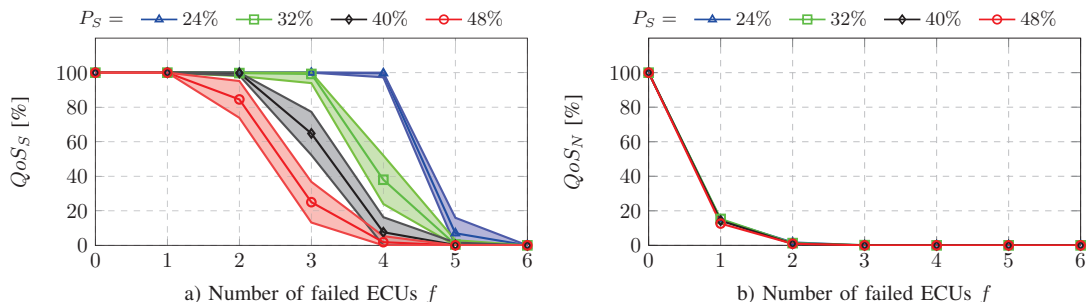 P_S = 24% 32% 40% 48%
QoS_S [%]
100
80
60
40
20
0
0 1 2 3 4 5 6
a) Number of failed ECUs f
P_S = 24% 32% 40% 48%
QoS_N [%]
100
80
60
40
20
0
0 1 2 3 4 5 6
b) Number of failed ECUs f